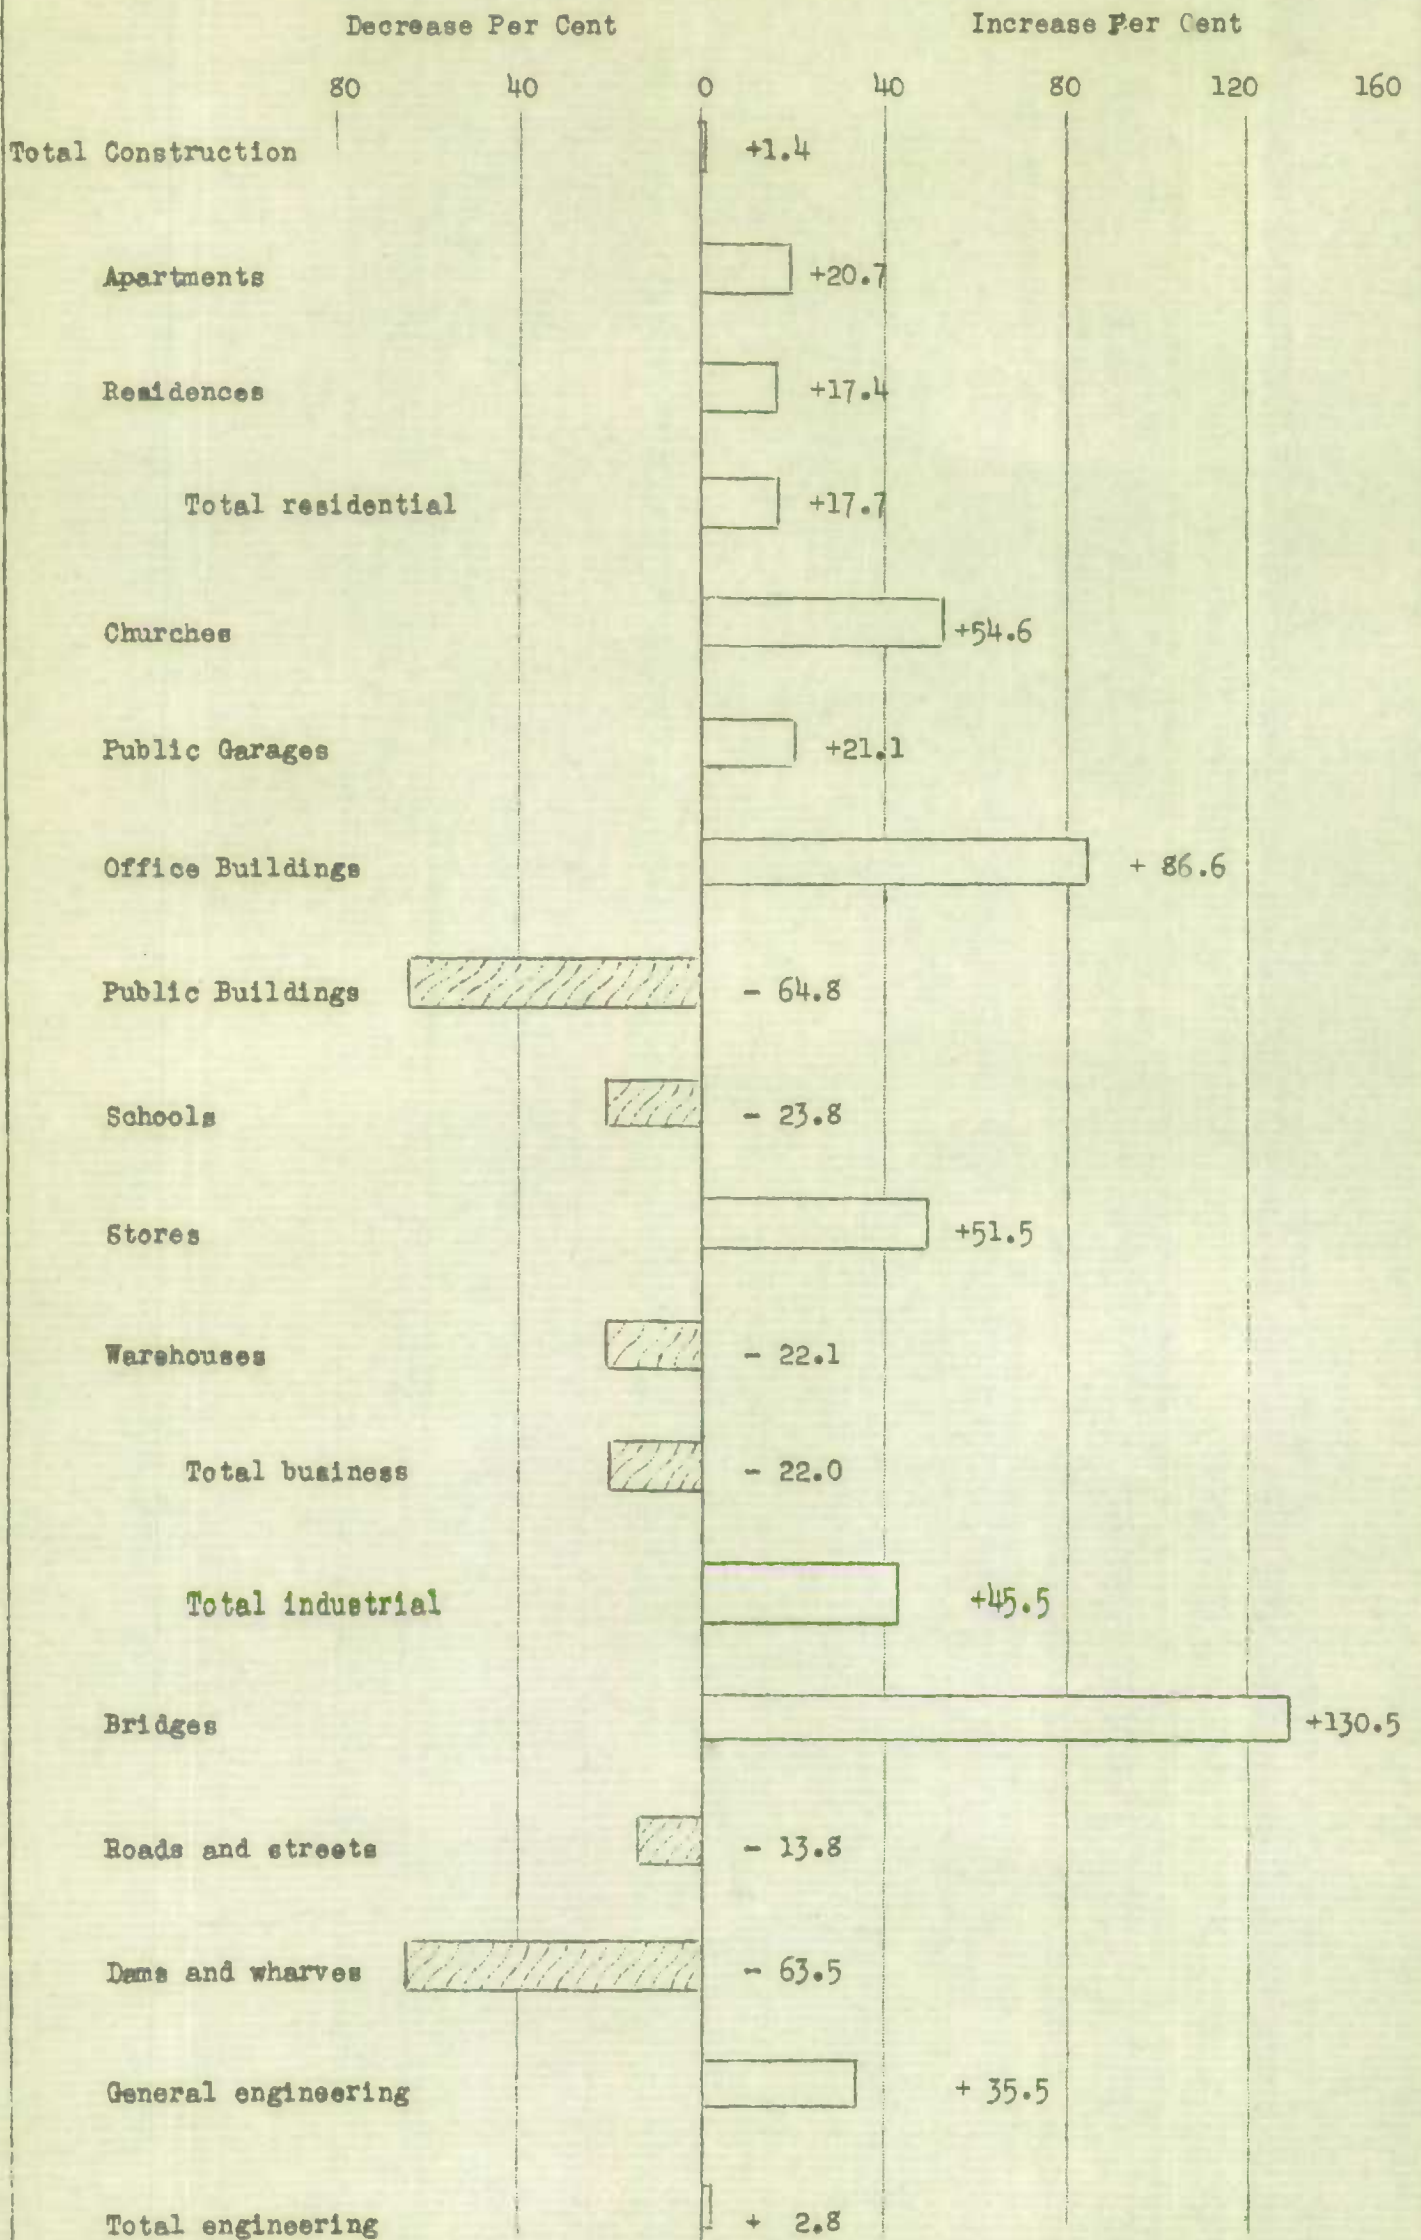 Decrease Per Cent Increase Per Cent
80 40 0 40 80 120 160
Total Construction +1.4
Apartments +20.7
Residences +17.4
Total residential +17.7
Churches +54.6
Public Garages +21.1
Office Buildings + 86.6
Public Buildings - 64.8
Schools - 23.8
Stores +51.5
Warehouses - 22.1
Total business - 22.0
Total industrial +45.5
Bridges +130.5
Roads and streets - 13.8
Dams and wharves - 63.5
General engineering + 35.5
Total engineering + 2.8